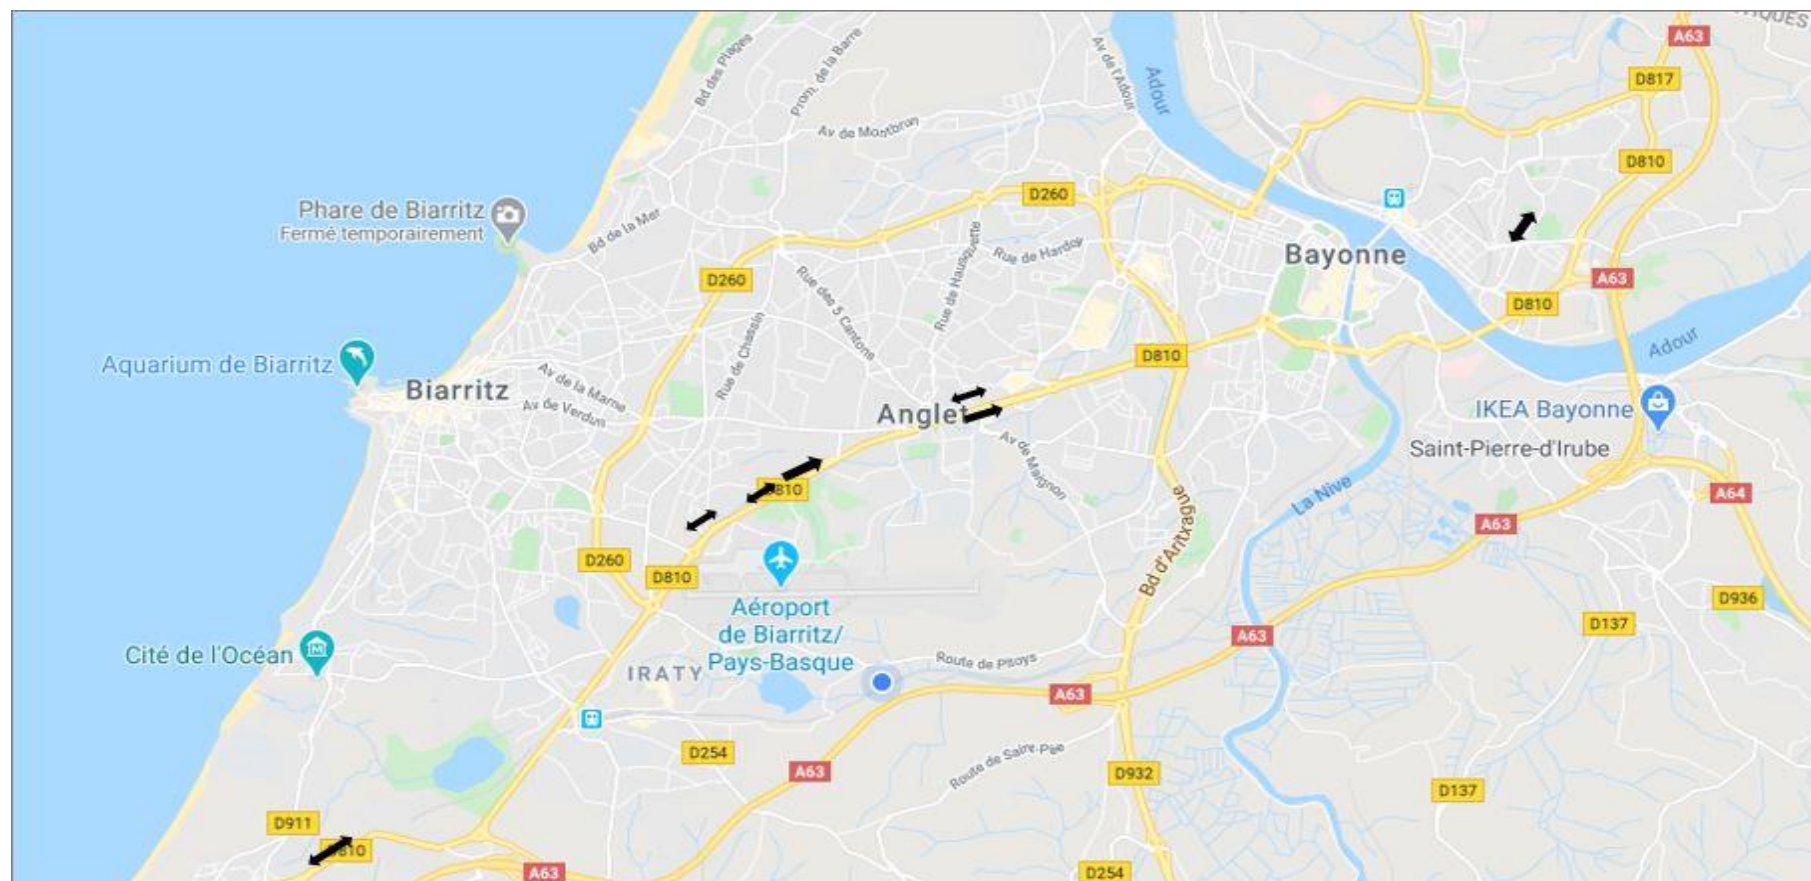 IQUES
A63
Bd des Plages
Prom. de la Barre
Av de l'Adour
Adour
D817
Av de Montbrun
D810
D260
Phare de Biarritz
Fermé temporairement
Bd de la Mer
Rue de Hausquette
Rue de Hardoy
Bayonne
D260
A63
Rue des 5 Cantons
D810
Rue de Chassin
Adour
D810
Aquarium de Biarritz
Biarritz
Av de la Marne
Av de Verdun
Anglet
IKEA Bayonne
Saint-Pierre-d'Irube
Av de Maignon
D810
La Nive
A64
A63
Bd d'Aritxague
D260
D810
Aéroport
de Biarritz/
Pays-Basque
D936
D137
A63
Cité de l'Océan
IRATY
Route de Pitoys
A63
D254
A63
Route de Saint-Pée
D932
D137
D911
D810
A63
D254